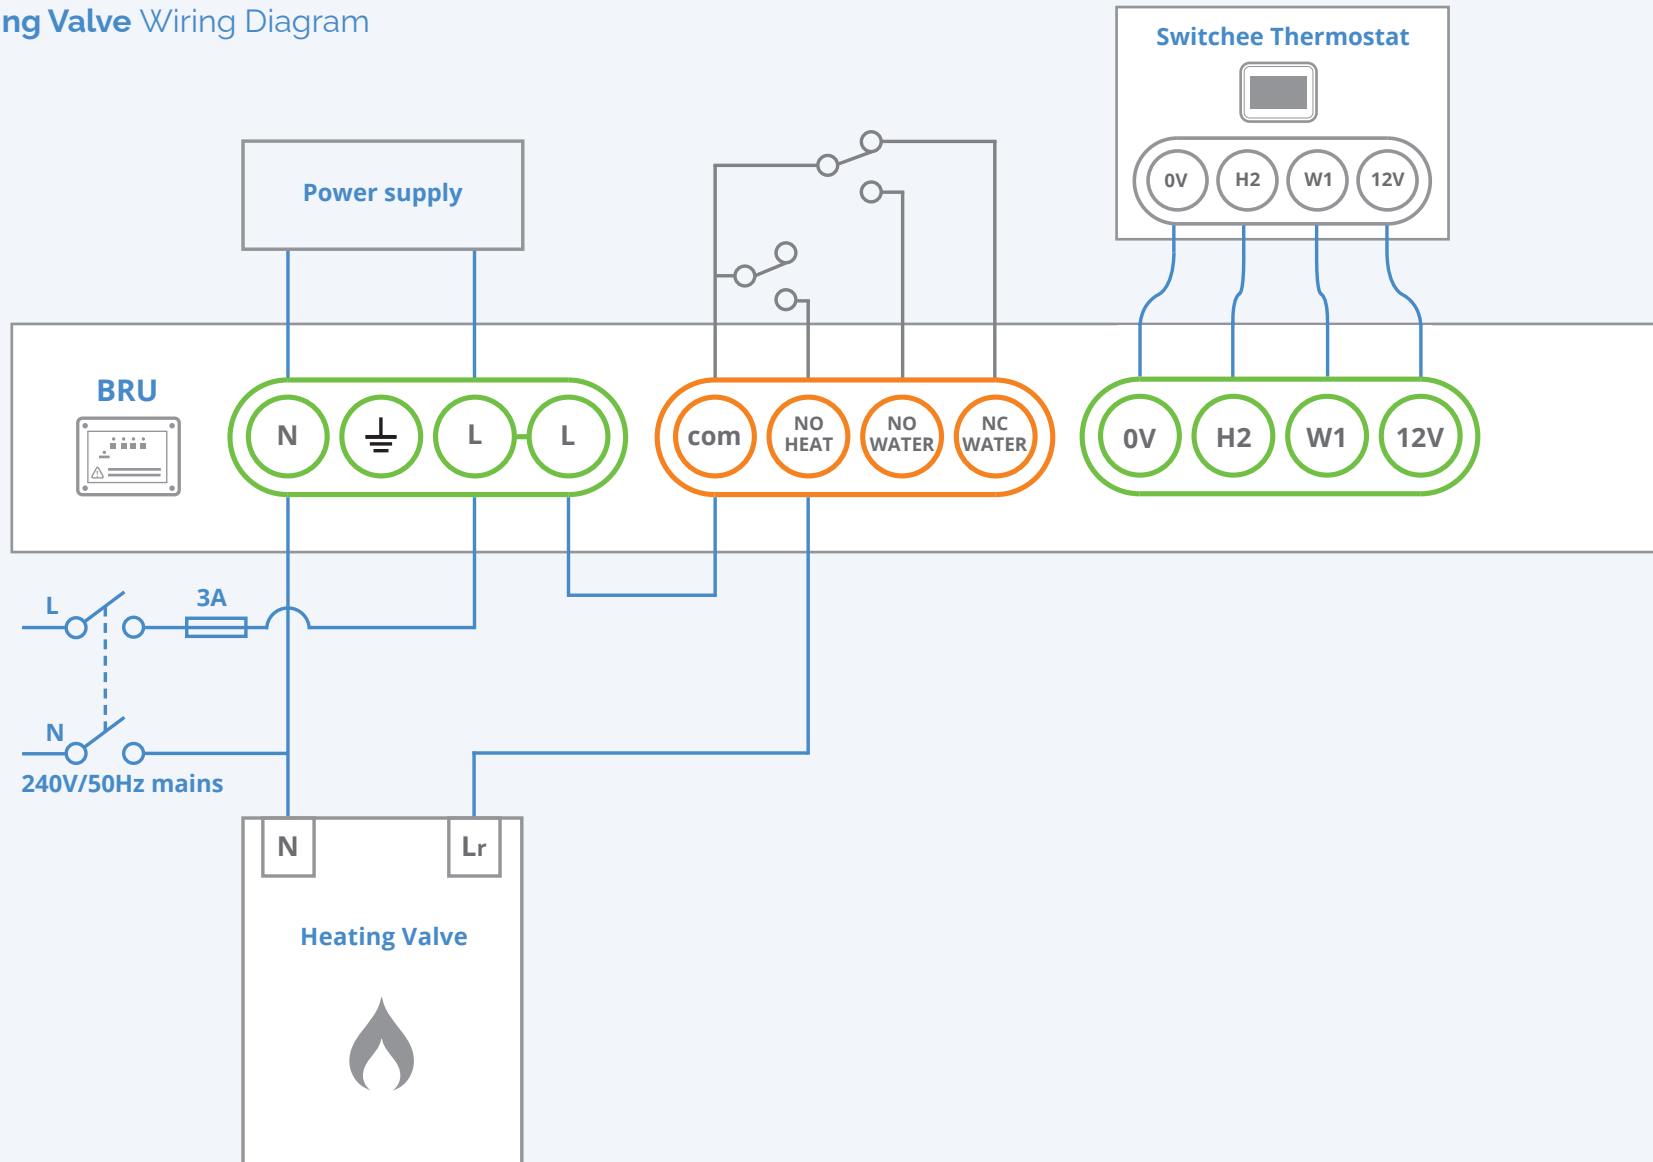 ng Valve Wiring Diagram
Switchee Thermostat
0V H2 W1 12V
Power supply
BRU
N L L
com
NO
HEAT
NO
WATER
NC
WATER
0V H2 W1 12V
L
3A
N
240V/50Hz mains
N
Lr
Heating Valve